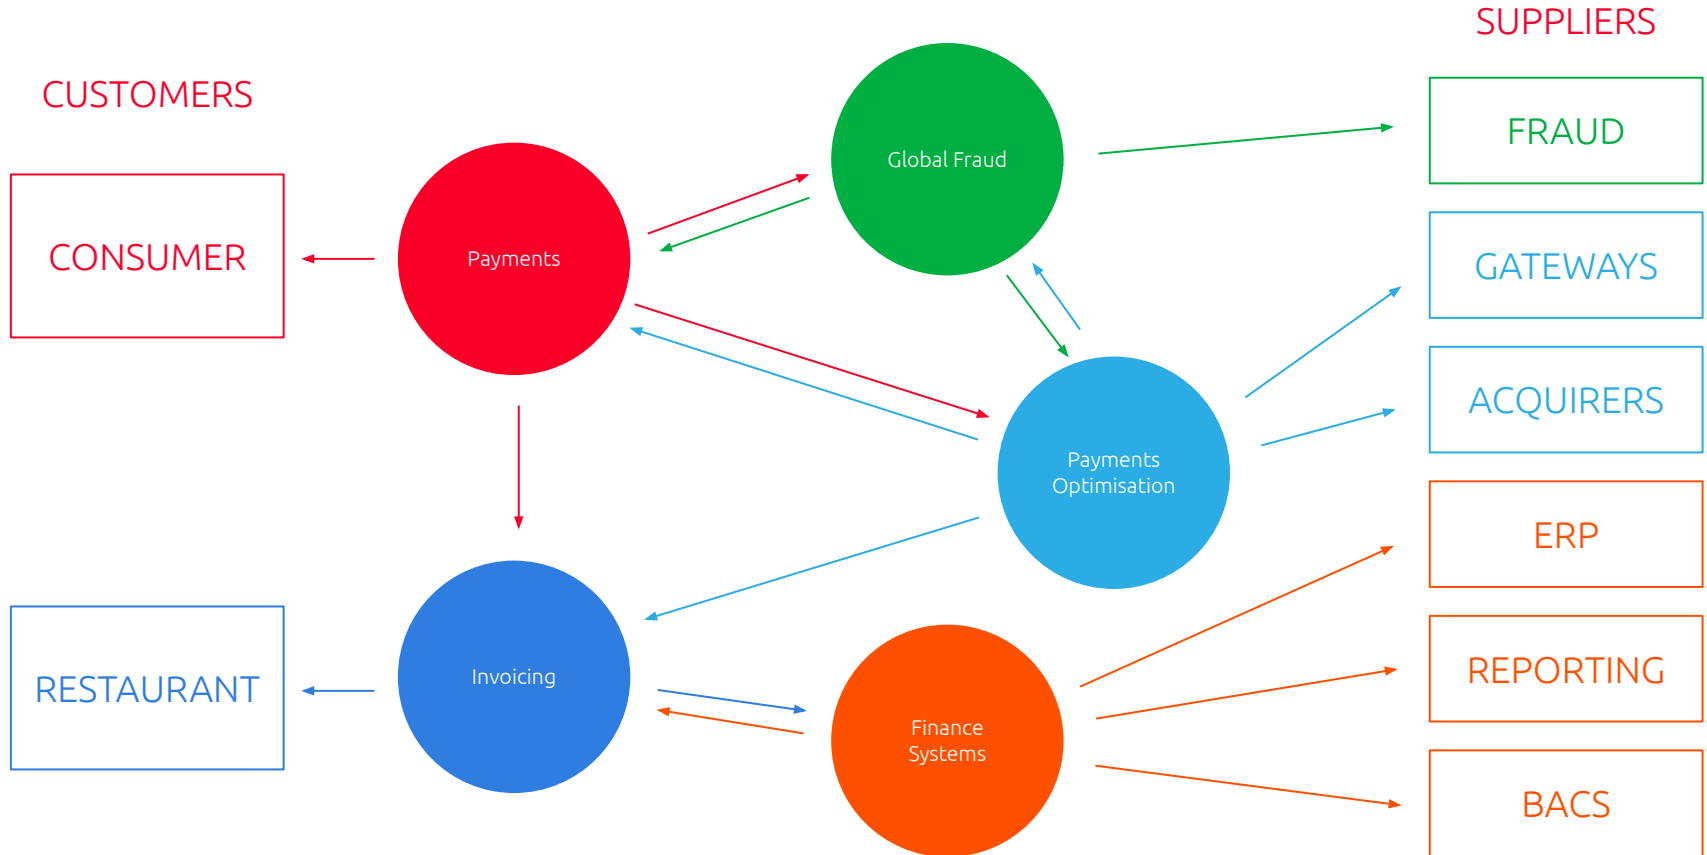 SUPPLIERS
CUSTOMERS
FRAUD
Global Fraud
CONSUMER
Payments
GATEWAYS
ACQUIRERS
Payments
Optimisation
ERP
RESTAURANT
Invoicing
REPORTING
Finance
Systems
BACS